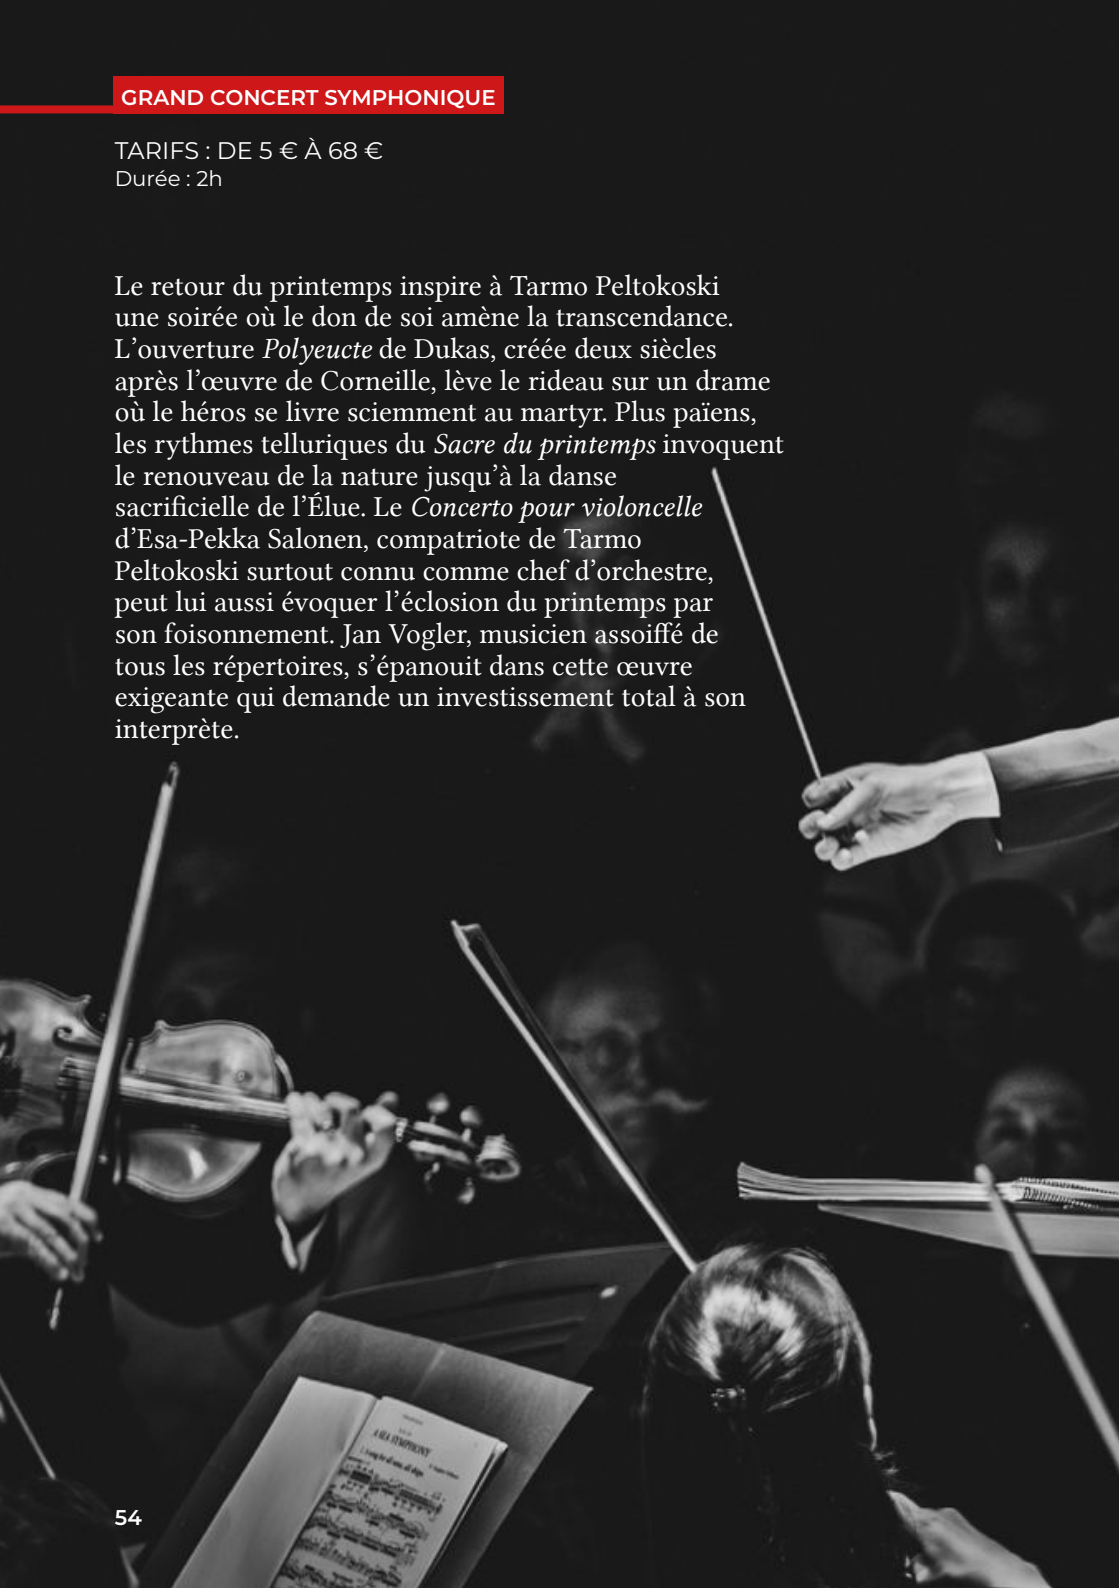 GRAND CONCERT SYMPHONIQUE
TARIFS : DE 5 € À 68 €
Durée : 2h
Le retour du printemps inspire à Tarmo Peltokoski
une soirée où le don de soi amène la transcendance.
L’ouverture Polyeucte de Dukas, créée deux siècles
après l’œuvre de Corneille, lève le rideau sur un drame
où le héros se livre sciemment au martyr. Plus païens,
les rythmes telluriques du Sacre du printemps invoquent
le renouveau de la nature jusqu’à la danse
sacrificielle de l’Élue. Le Concerto pour violoncelle
d’Esa-Pekka Salonen, compatriote de Tarmo
Peltokoski surtout connu comme chef d’orchestre,
peut lui aussi évoquer l’éclosion du printemps par
son foisonnement. Jan Vogler, musicien assoiffé de
tous les répertoires, s’épanouit dans cette œuvre
exigeante qui demande un investissement total à son
interprète.
A SEA SYMPHONY
54